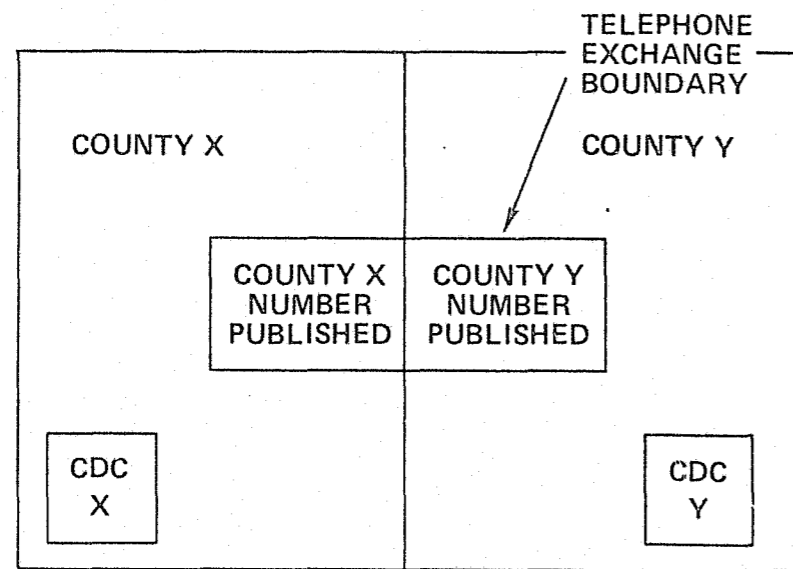 TELEPHONE
EXCHANGE
BOUNDARY
COUNTY X
COUNTY Y
COUNTY X
NUMBER
PUBLISHED
COUNTY Y
NUMBER
PUBLISHED
CDC
X
CDC
Y